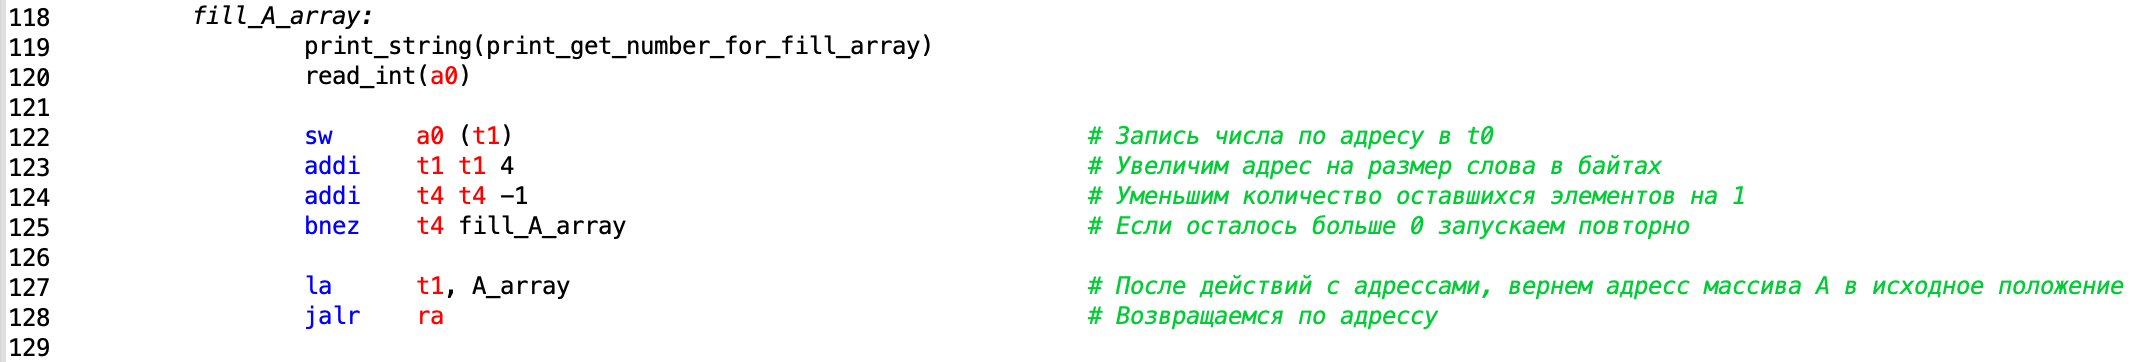 118 fill_A_array:
119 print_string(print_get_number_for_fill_array)
120 read_int(a0)
121
122 sw a0 (t1) # Запись числа по адресу в t0
123 addi t1 t1 4 # Увеличим адрес на размер слова в байтах
124 addi t4 t4 -1 # Уменьшим количество оставшихся элементов на 1
125 bnez t4 fill_A_array # Если осталось больше 0 запускаем повторно
126
127 la t1, A_array # После действий с адрессами, вернем адресс массива A в исходное положение
128 jalr ra # Возвращаемся по адрессу
129